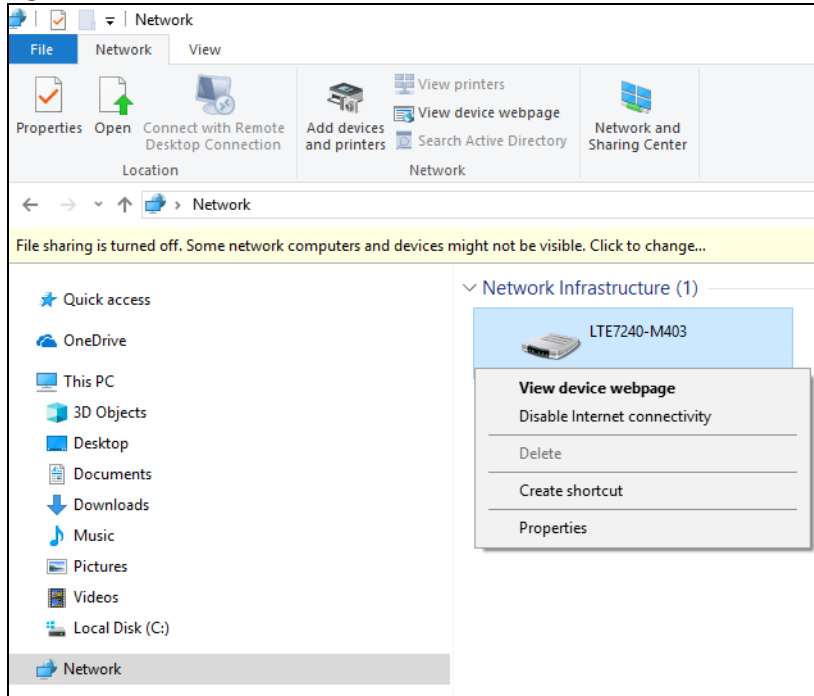 Network
File Network View
Properties Open Connect with Remote Desktop Connection
Add devices and printers
View printers
View device webpage
Search Active Directory
Network and Sharing Center
Location Network
Network
File sharing is turned off. Some network computers and devices might not be visible. Click to change...
Quick access
OneDrive
This PC
3D Objects
Desktop
Documents
Downloads
Music
Pictures
Videos
Local Disk (C:)
Network
Network Infrastructure (1)
LTE7240-M403
View device webpage
Disable Internet connectivity
Delete
Create shortcut
Properties